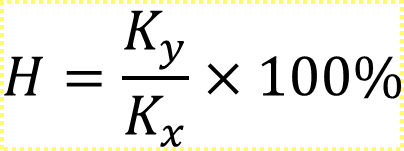 H = K_y / K_x × 100%